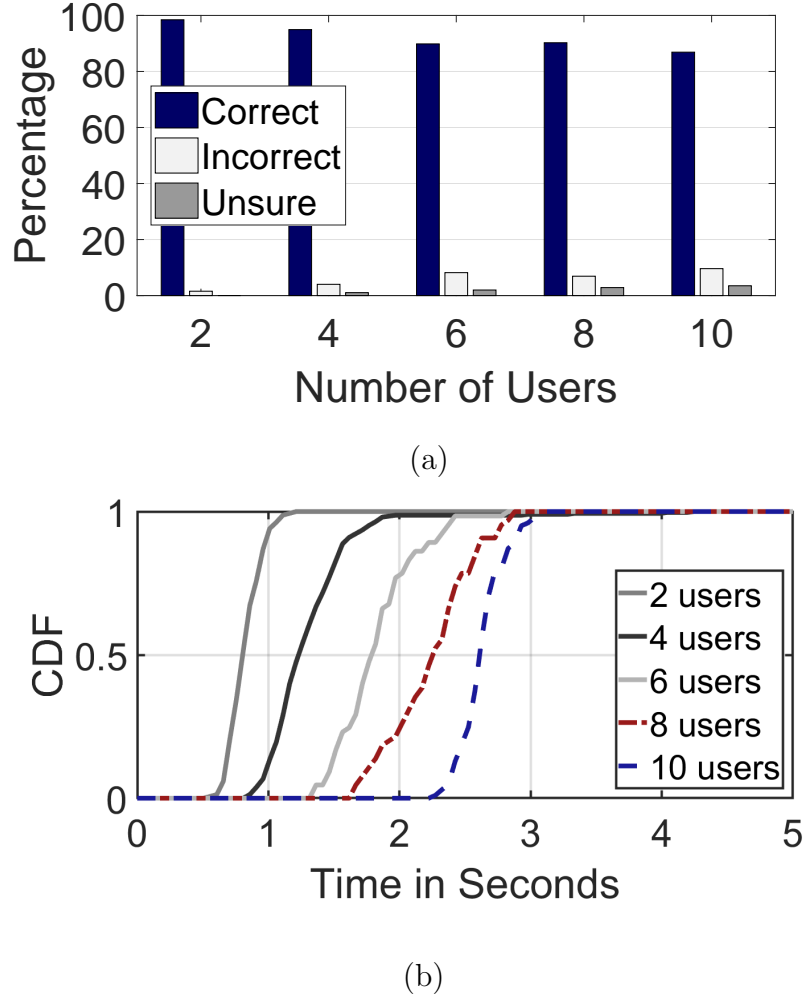 100
80
60
40
20
0
Percentage
Correct
Incorrect
Unsure
2 4 6 8 10
Number of Users
(a)
1
0.5
0
CDF
2 users
4 users
6 users
8 users
10 users
0 1 2 3 4 5
Time in Seconds
(b)